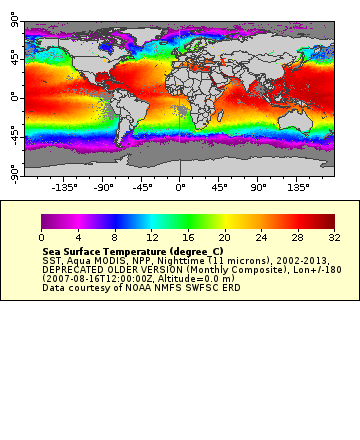 90°
45°
0°
-45°
-90°
-135° -90° -45° 0° 45° 90° 135°
0 4 8 12 16 20 24 28 32
Sea Surface Temperature (degree_C)
SST, Aqua MODIS, NPP, Nighttime (11 microns), 2002-2013,
DEPRECATED OLDER VERSION (Monthly Composite), Lon+/-180
(2007-08-16T12:00:00Z, Altitude=0.0 m)
Data courtesy of NOAA NMFS SWFSC ERD